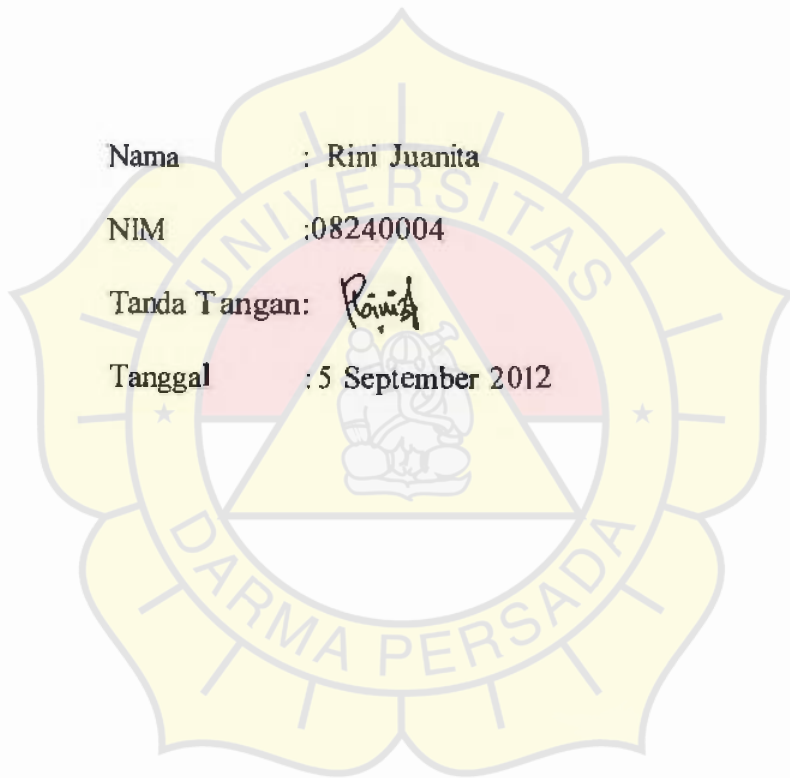 Nama : Rini Juanita
NIM :08240004
Tanda Tangan:
Tanggal : 5 September 2012
UNIVERSITAS
DARMA PERSADA